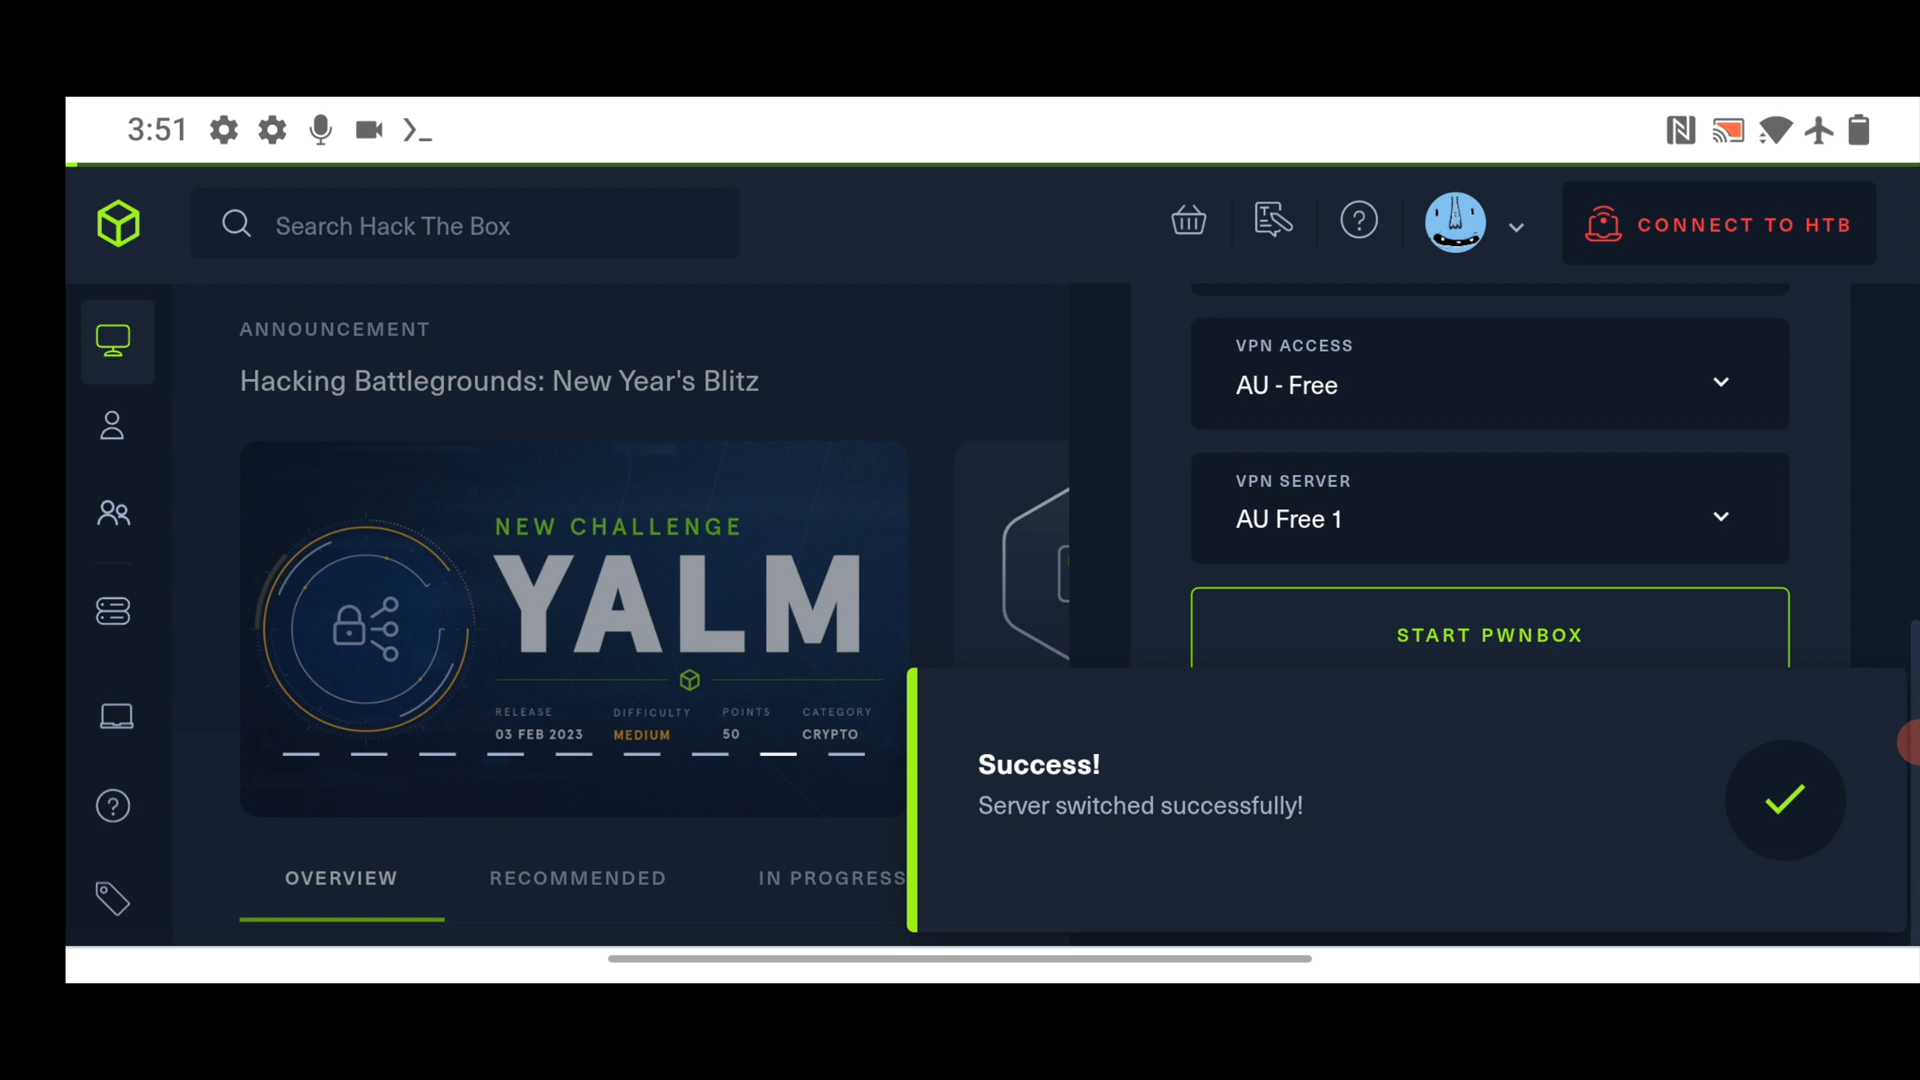 3:51
Search Hack The Box
CONNECT TO HTB
ANNOUNCEMENT
Hacking Battlegrounds: New Year's Blitz
NEW CHALLENGE
YALM
RELEASE DIFFICULTY POINTS CATEGORY
03 FEB 2023 MEDIUM 50 CRYPTO
OVERVIEW RECOMMENDED IN PROGRESS
VPN ACCESS
AU - Free
VPN SERVER
AU Free 1
START PWNBOX
Success!
Server switched successfully!